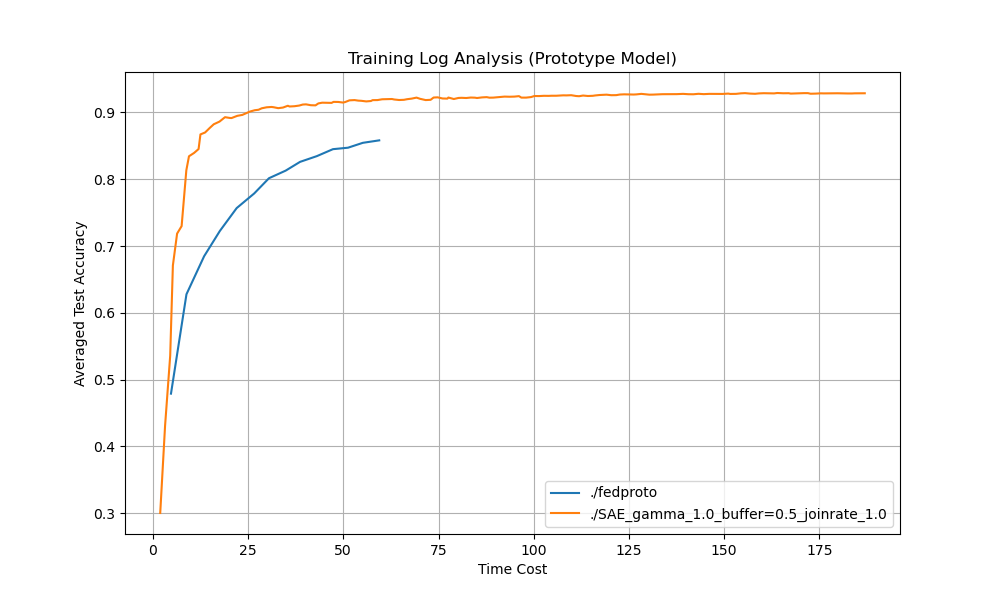 Training Log Analysis (Prototype Model)
Averaged Test Accuracy
0.9
0.8
0.7
0.6
0.5
0.4
0.3
0 25 50 75 100 125 150 175
Time Cost
./fedproto
./SAE_gamma_1.0_buffer=0.5_joinrate_1.0